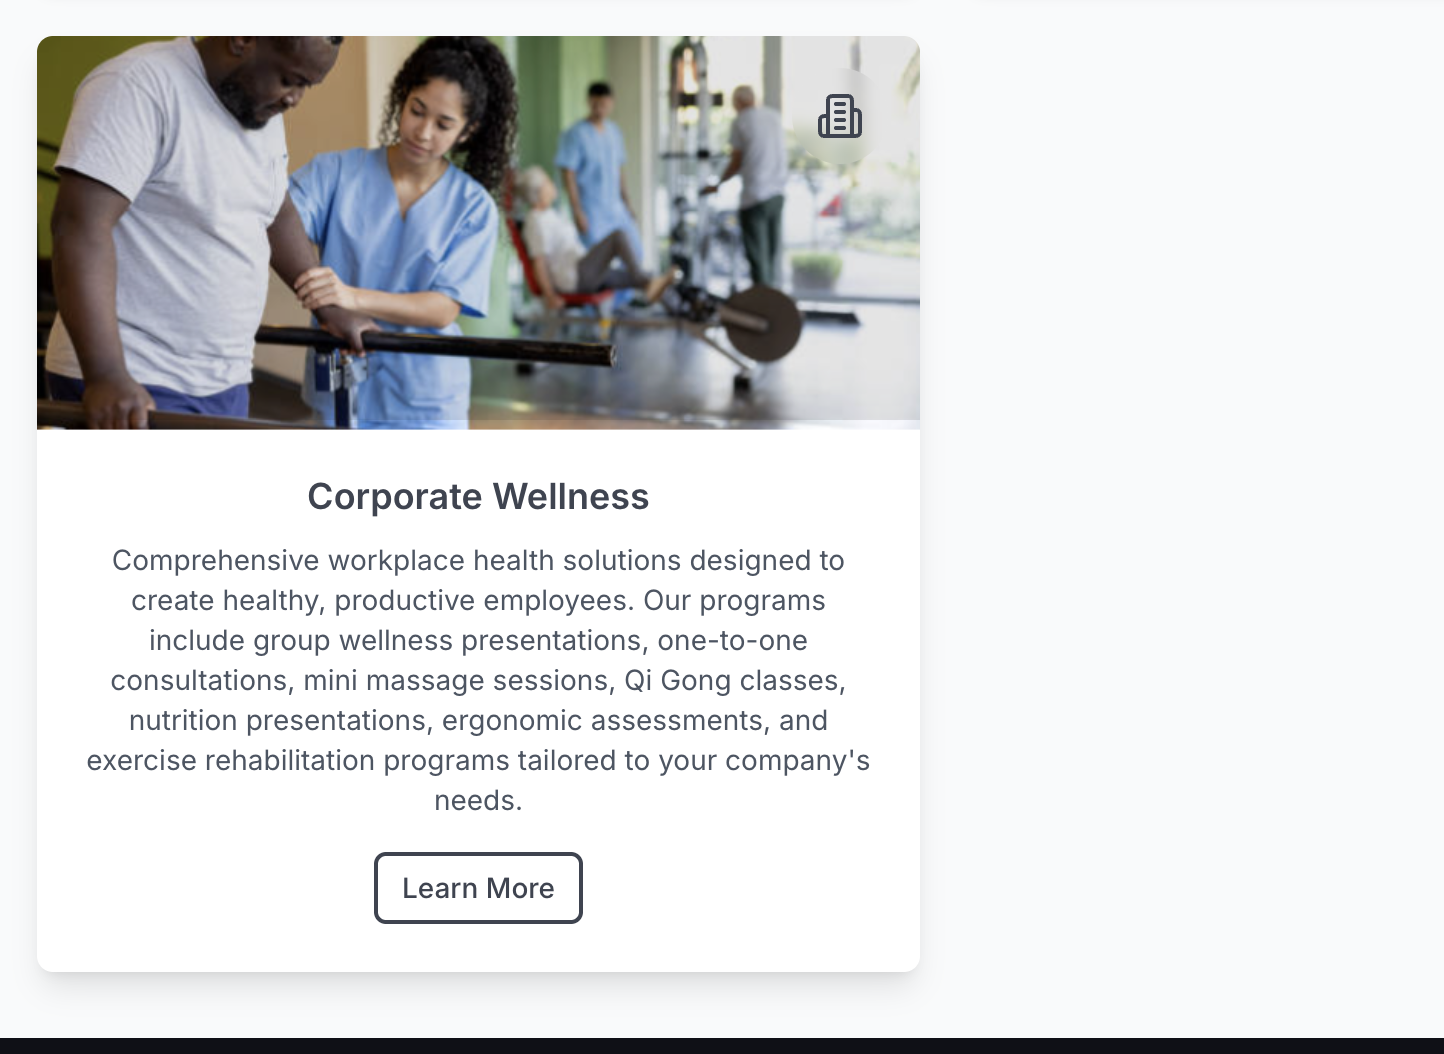 Corporate Wellness
Comprehensive workplace health solutions designed to
create healthy, productive employees. Our programs
include group wellness presentations, one-to-one
consultations, mini massage sessions, Qi Gong classes,
nutrition presentations, ergonomic assessments, and
exercise rehabilitation programs tailored to your company's
needs.
Learn More